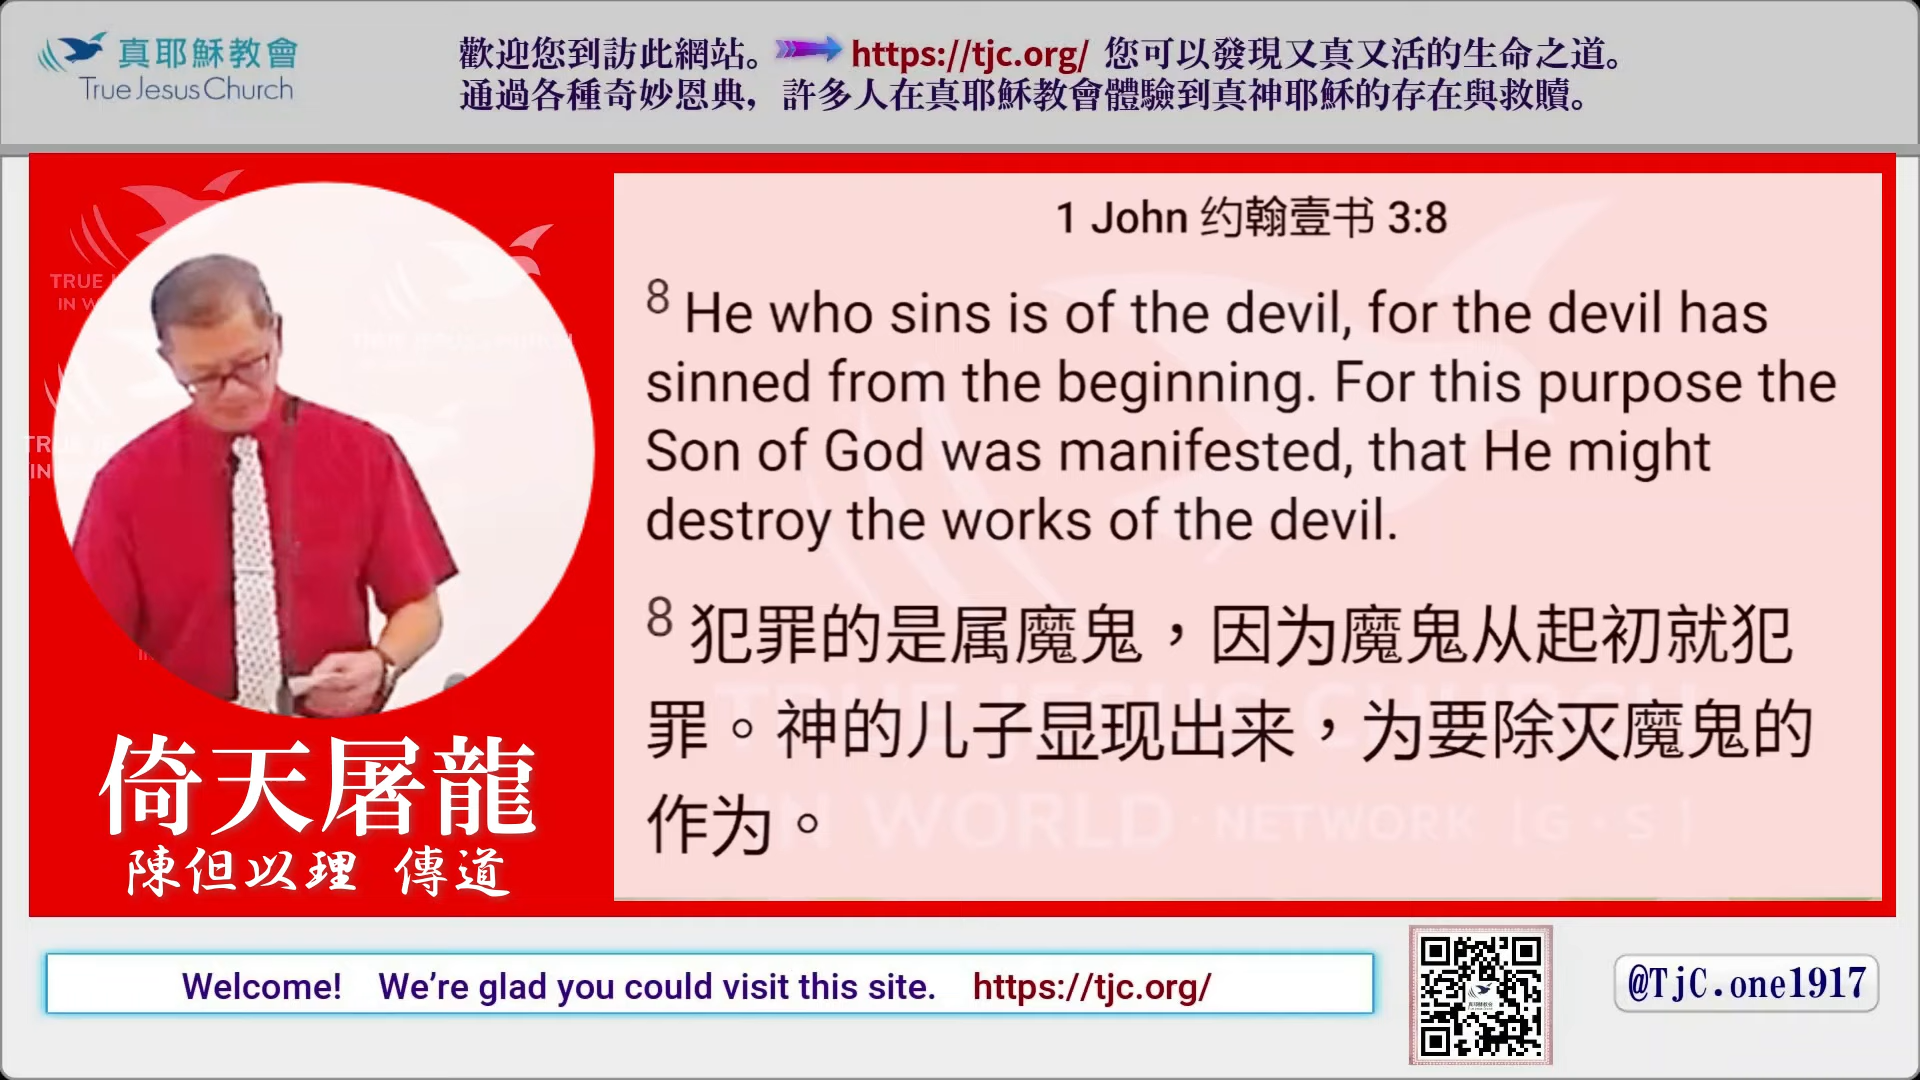 真耶穌教會
True Jesus Church
歡迎您到訪此網站。 https://tjc.org/ 您可以發現又真又活的生命之道。
通過各種奇妙恩典，許多人在真耶穌教會體驗到真神耶穌的存在與救贖。
1 John 约翰壹书 3:8
8 He who sins is of the devil, for the devil has
sinned from the beginning. For this purpose the
Son of God was manifested, that He might
destroy the works of the devil.
8 犯罪的是属魔鬼，因为魔鬼从起初就犯
罪。神的儿子显现出来，为要除灭魔鬼的
作为。
TRUE JESUS CHURCH
IN WORLD · NETWORK [G · S]
倚天屠龍
陳但以理 傳道
Welcome! We’re glad you could visit this site. https://tjc.org/
@TjC.one1917